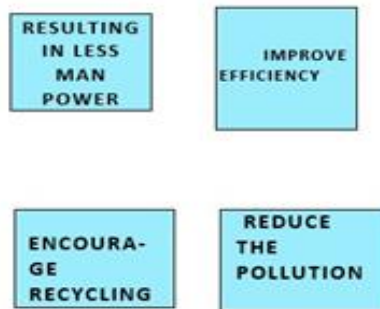 RESULTING
IN LESS
MAN
POWER
IMPROVE
EFFICIENCY
ENCOURA-
GE
RECYCLING
REDUCE
THE
POLLUTION